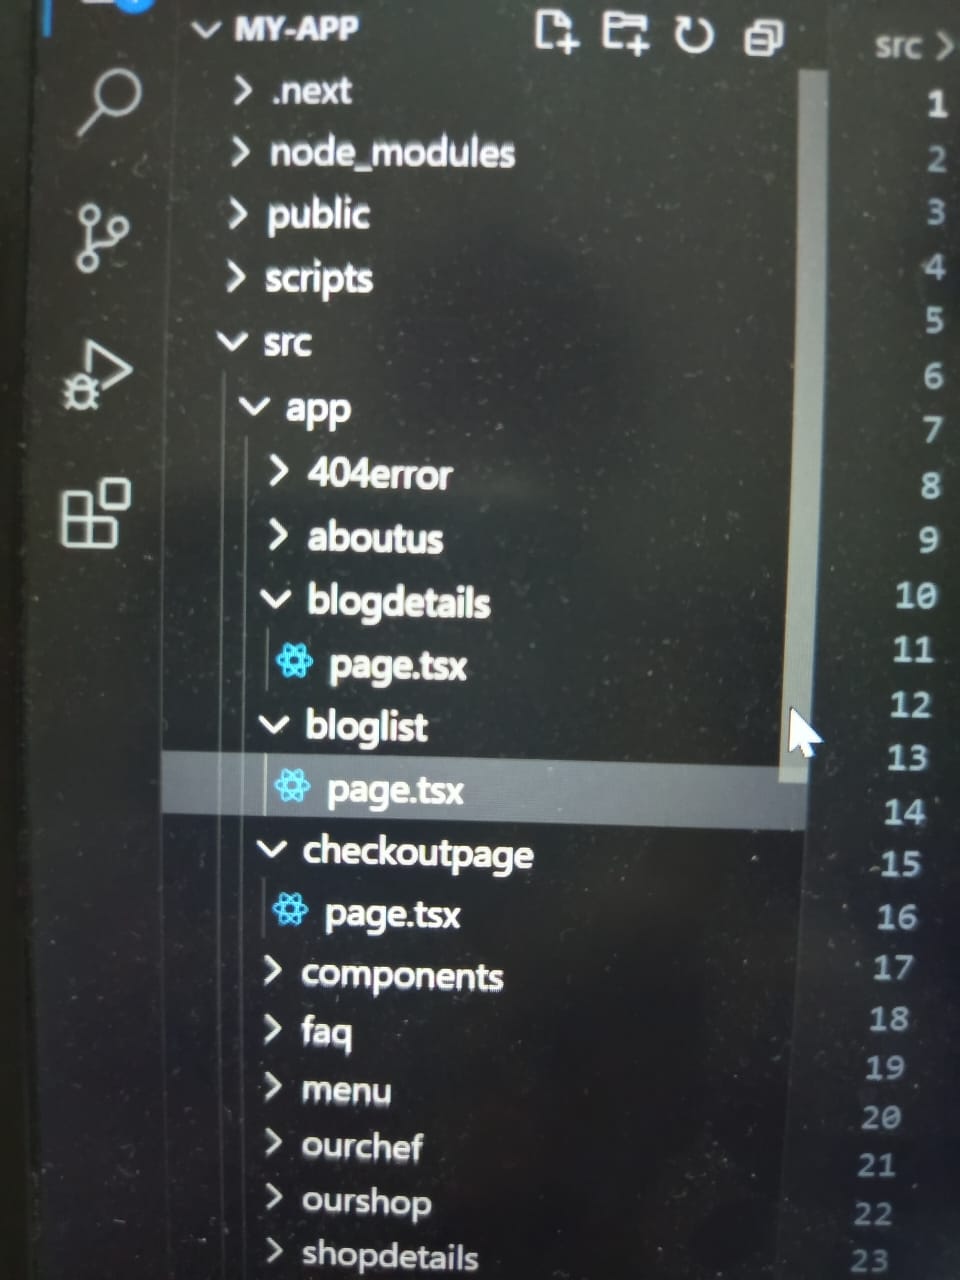 MY-APP
src
.next
node_modules
public
scripts
src
app
404error
aboutus
blogdetails
page.tsx
bloglist
page.tsx
checkoutpage
page.tsx
components
faq
menu
ourchef
ourshop
shopdetails
1
2
3
4
5
6
7
8
9
10
11
12
13
14
15
16
17
18
19
20
21
22
23